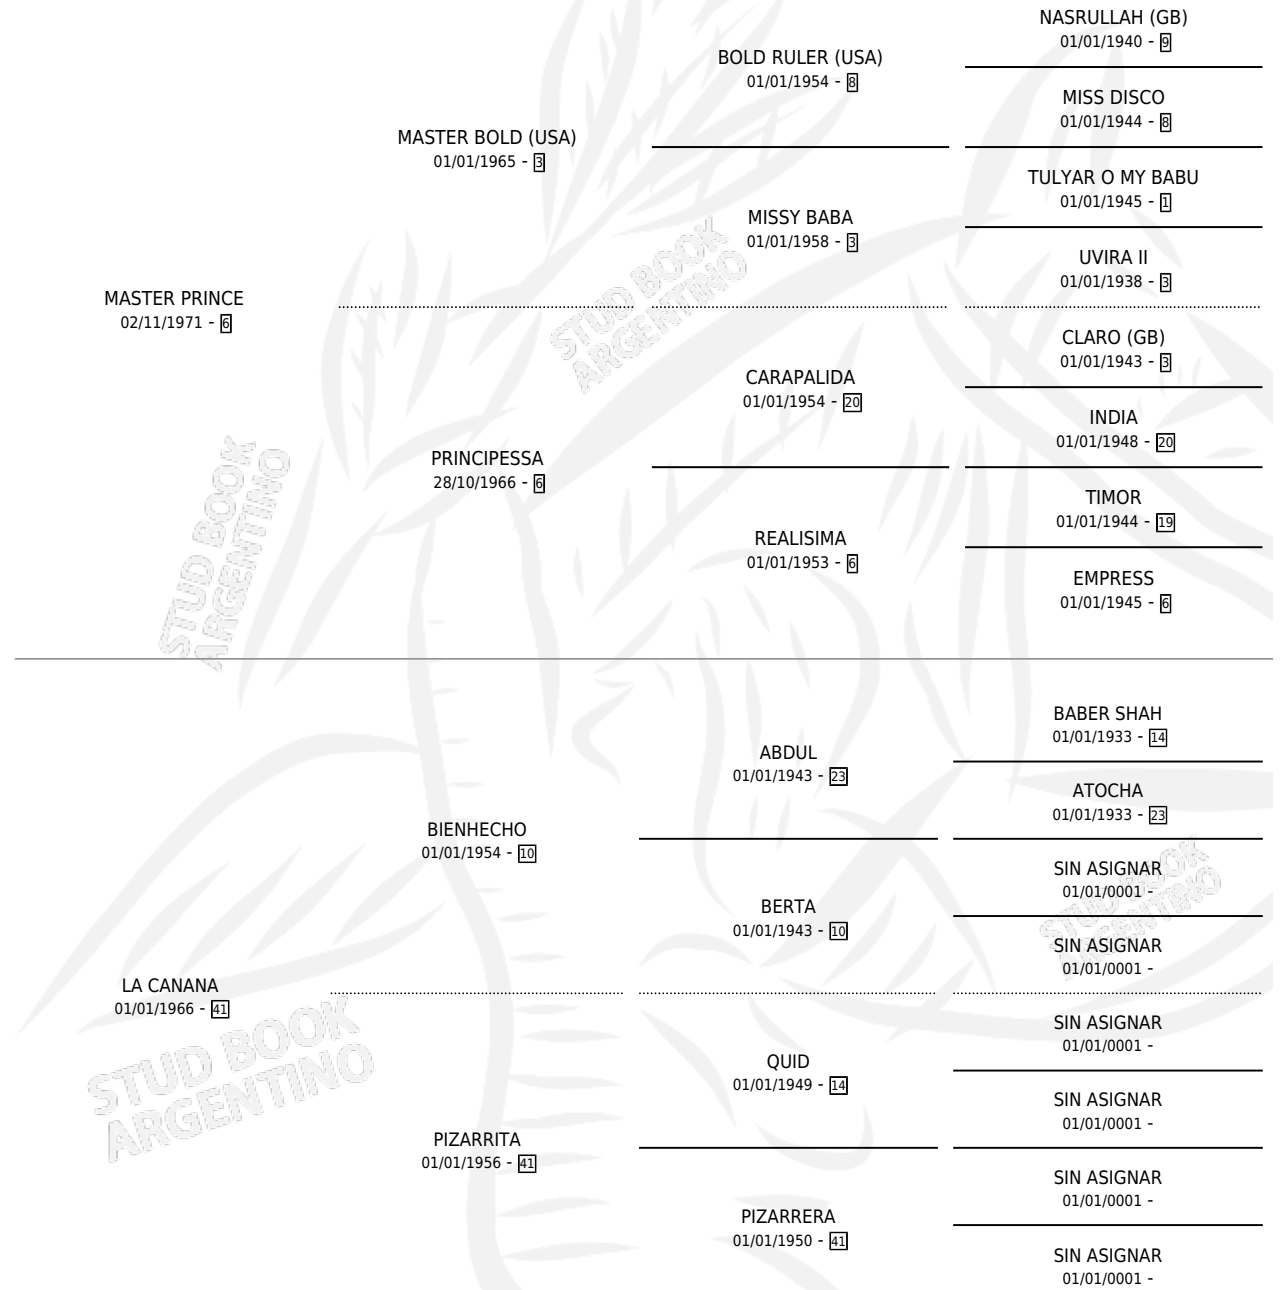 NASRULLAH (GB)
01/01/1940 - 9
BOLD RULER (USA)
01/01/1954 - 8
MISS DISCO
01/01/1944 - 8
MASTER BOLD (USA)
01/01/1965 - 3
TULYAR O MY BABU
01/01/1945 - 1
MISSY BABA
01/01/1958 - 3
UVIRA II
01/01/1938 - 3
MASTER PRINCE
02/11/1971 - 6
CLARO (GB)
01/01/1943 - 3
CARAPALIDA
01/01/1954 - 20
INDIA
01/01/1948 - 20
PRINCIPESSA
28/10/1966 - 6
TIMOR
01/01/1944 - 19
REALISIMA
01/01/1953 - 6
EMPRESS
01/01/1945 - 6
BABER SHAH
01/01/1933 - 14
ABDUL
01/01/1943 - 23
ATOCHA
01/01/1933 - 23
BIENHECHO
01/01/1954 - 10
SIN ASIGNAR
01/01/0001 -
BERTA
01/01/1943 - 10
SIN ASIGNAR
01/01/0001 -
LA CANANA
01/01/1966 - 41
SIN ASIGNAR
01/01/0001 -
QUID
01/01/1949 - 14
SIN ASIGNAR
01/01/0001 -
PIZARRITA
01/01/1956 - 41
SIN ASIGNAR
01/01/0001 -
PIZARRERA
01/01/1950 - 41
SIN ASIGNAR
01/01/0001 -
STUD BOOK
ARGENTINO
STUD BOOK
ARGENTINO
STUD BOOK
ARGENTINO
STUD BOOK
ARGENTINO